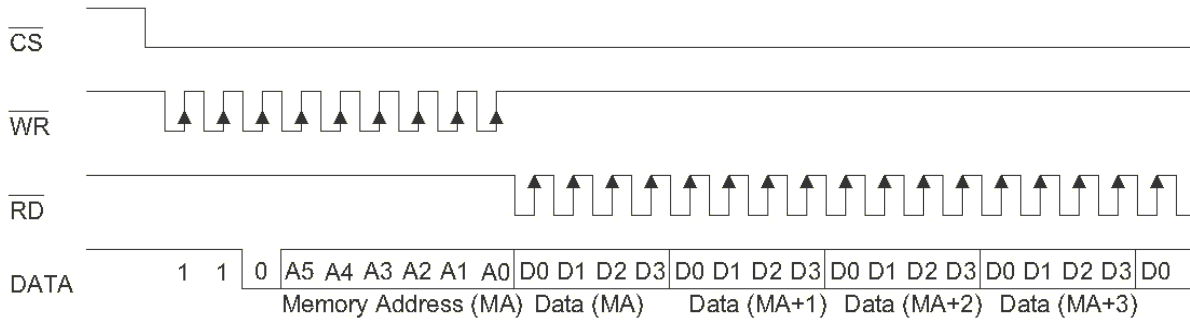 CS
WR
RD
DATA 1 1 0 A5 A4 A3 A2 A1 A0 D0 D1 D2 D3 D0 D1 D2 D3 D0 D1 D2 D3 D0 D1 D2 D3 D0
Memory Address (MA) Data (MA) Data (MA+1) Data (MA+2) Data (MA+3)